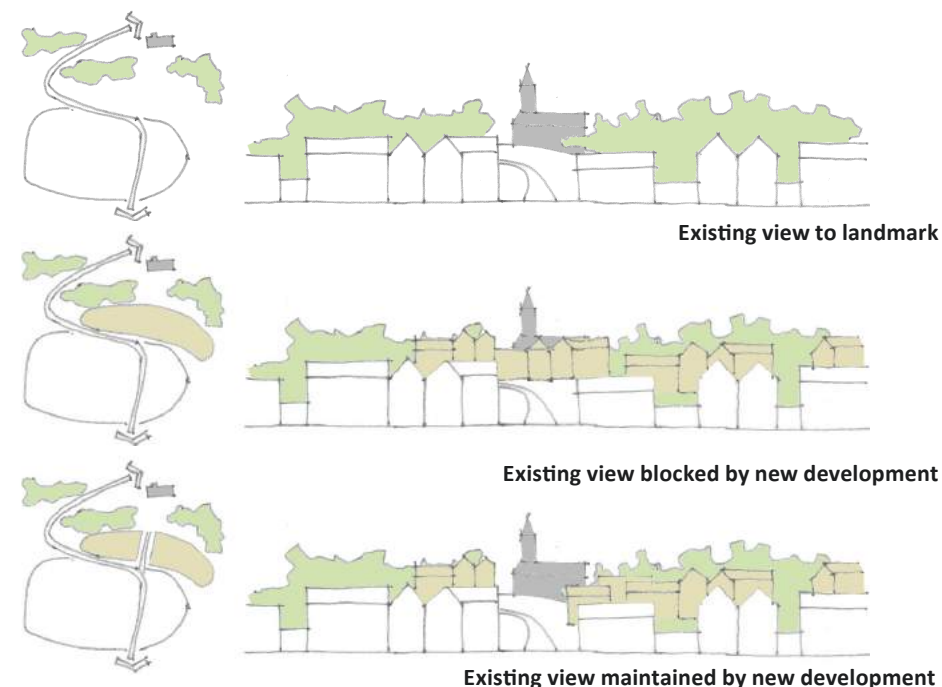 Existing view to landmark
Existing view blocked by new development
Existing view maintained by new development